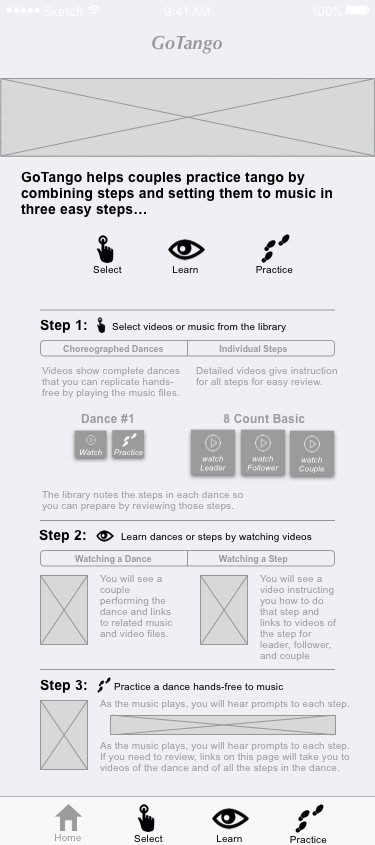 Sketch 9:41 AM 100%
GoTango
GoTango helps couples practice tango by
combining steps and setting them to music in
three easy steps…
Select Learn Practice
Step 1: Select videos or music from the library
Choreographed Dances Individual Steps
Videos show complete dances
that you can replicate hands-
free by playing the music files.
Detailed videos give instruction
for all steps for easy review.
Dance #1
Watch Practice
8 Count Basic
watch Leader
watch Follower
watch Couple
The library notes the steps in each dance so
you can prepare by reviewing those steps.
Step 2: Learn dances or steps by watching videos
Watching a Dance Watching a Step
You will see a
couple
performing the
dance and links
to related music
and video files.
You will see a
video instructing
you how to do
that step and
links to videos of
the step for
leader, follower,
and couple
Step 3: Practice a dance hands-free to music
As the music plays, you will hear prompts to each step.
As the music plays, you will hear prompts to each step.
If you need to review, links on this page will take you to
videos of the dance and of all the steps in the dance.
Home Select Learn Practice